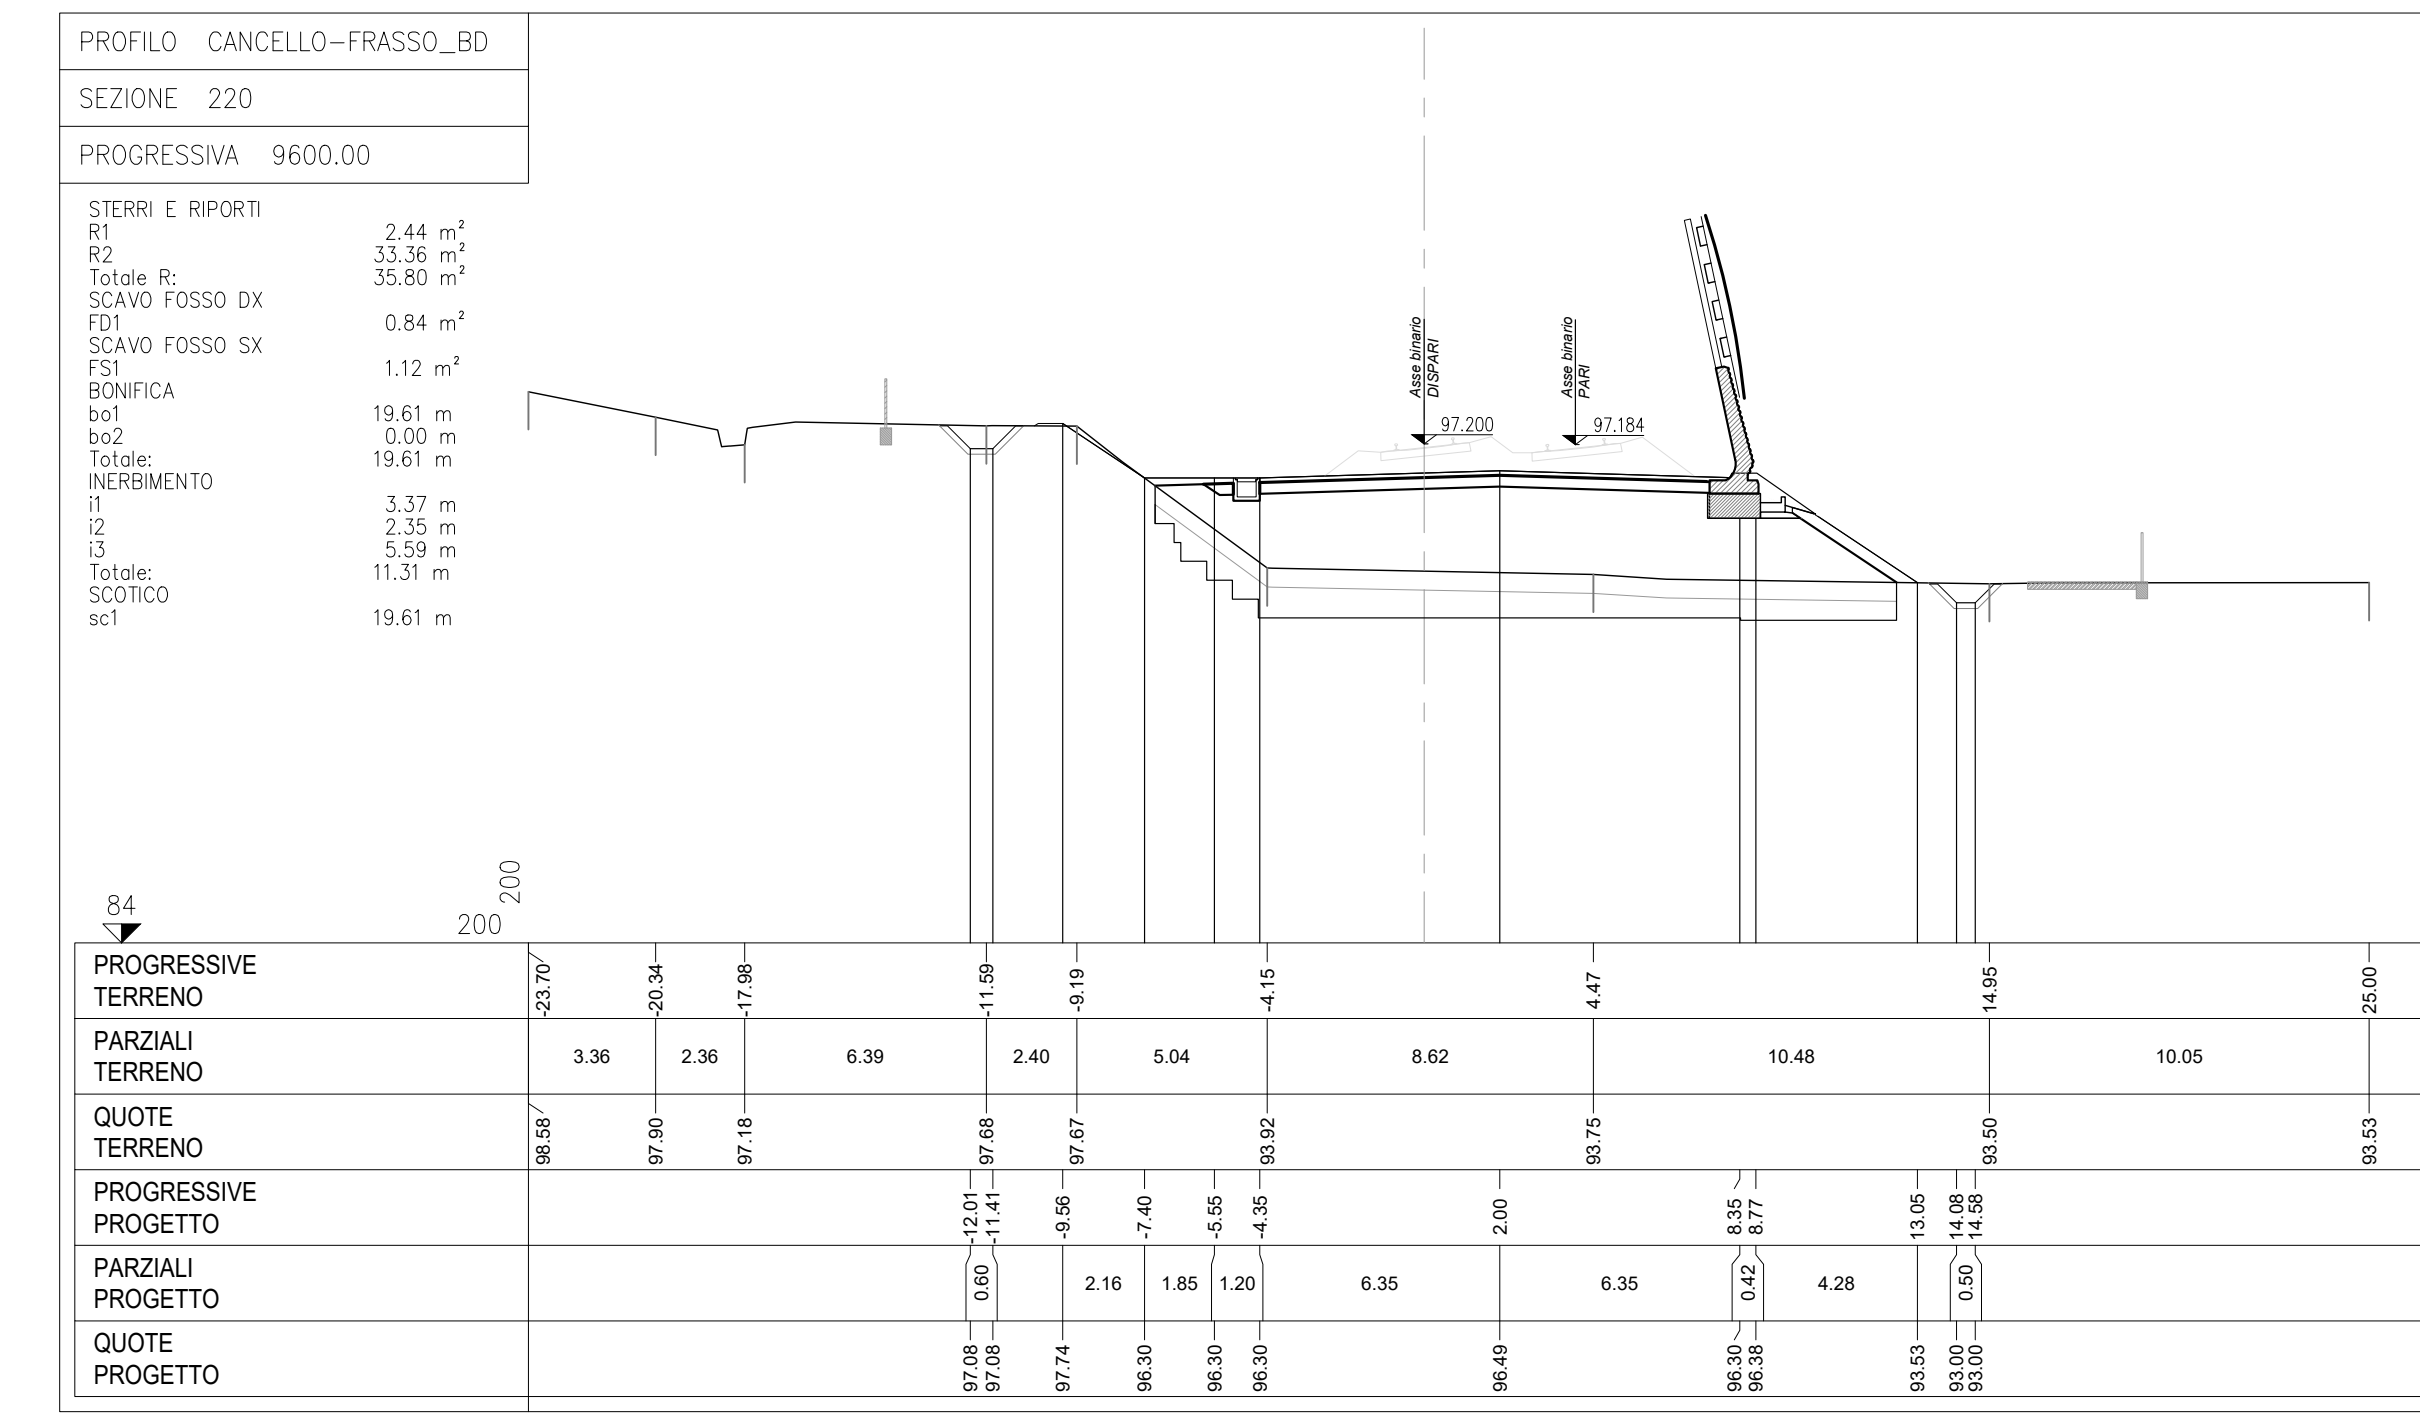 PROFILO CANCELLO-FRASSO_BD
SEZIONE 220
PROGRESSIVA 9600.00
STERRI E RIPORTI
R1 2.44 m²
R2 33.36 m²
Totale R: 35.80 m²
SCAVO FOSSO DX
FD1 0.84 m²
SCAVO FOSSO SX
FS1 1.12 m²
BONIFICA
bo1 19.61 m
bo2 0.00 m
Totale: 19.61 m
INERBIMENTO
i1 3.37 m
i2 2.35 m
i3 5.59 m
Totale: 11.31 m
SCOTICO
sc1 19.61 m
Asse binario
DISPARI
97.200
Asse binario
PARI
97.184
84
200
200
PROGRESSIVE
TERRENO
-23.70 -20.34 -17.98 -11.59 -9.19 -4.15 4.47 14.95 25.00
PARZIALI
TERRENO
3.36 2.36 6.39 2.40 5.04 8.62 10.48 10.05
QUOTE
TERRENO
98.58 97.90 97.18 97.68 97.67 93.92 93.75 93.50 93.53
PROGRESSIVE
PROGETTO
-12.01 -11.41 -9.56 -7.40 -5.55 -4.35 2.00 8.35 8.77 13.05 14.08 14.58
PARZIALI
PROGETTO
0.60 2.16 1.85 1.20 6.35 6.35 0.42 4.28 0.50
QUOTE
PROGETTO
97.08 97.08 97.74 96.30 96.30 96.30 96.49 96.30 96.38 93.53 93.00 93.00